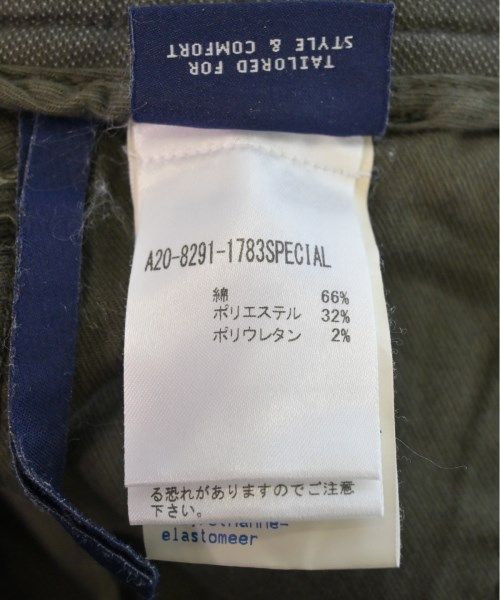 TAILORED FOR
STYLE & COMFORT
A20-8291-1783SPECIAL
綿 66%
ポリエステル 32%
ポリウレタン 2%
る恐れがありますのでご注意
下さい。
elastomeer